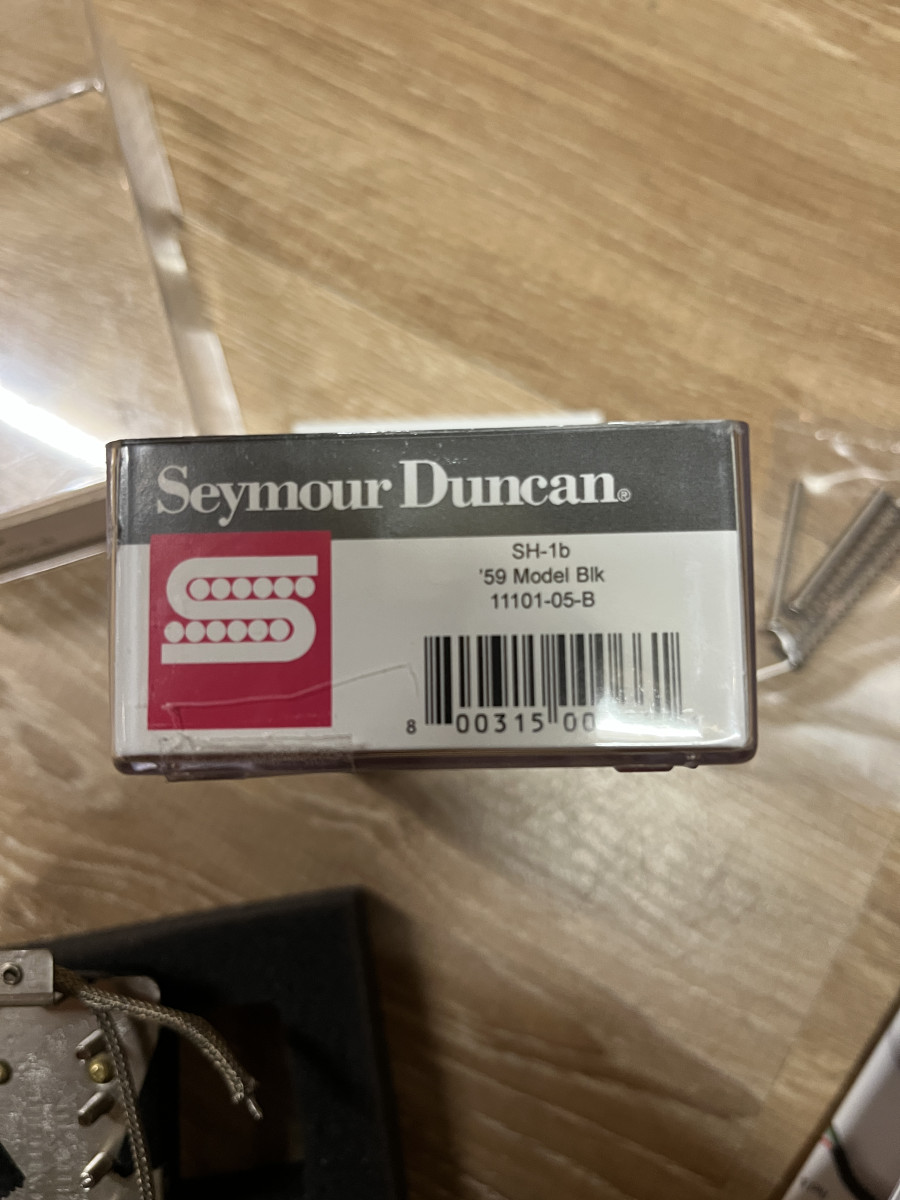 Seymour Duncan®
SH-1b
'59 Model Blk
11101-05-B
8 00315 00